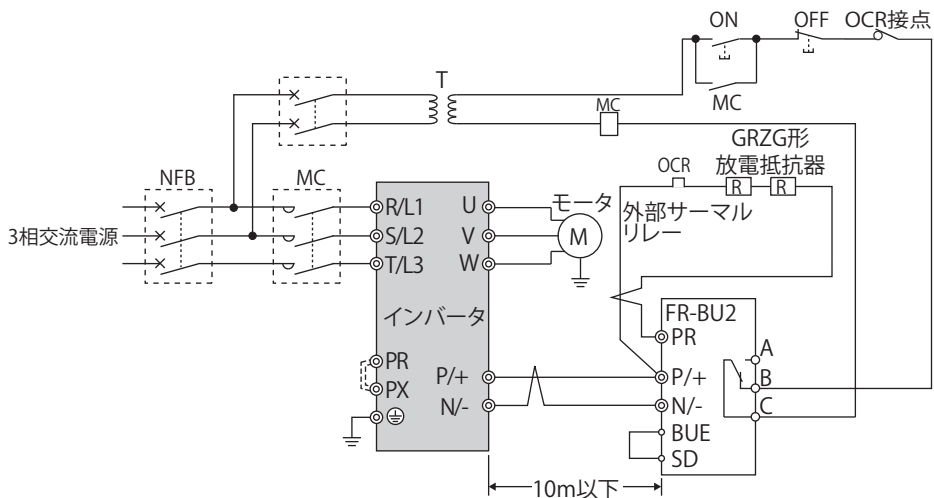 ON
OFF
OCR接点
T
MC
MC
GRZG形
放電抵抗器
OCR
R
R
外部サーマル
リレー
NFB
MC
3相交流電源
R/L1
S/L2
T/L3
U
V
W
モータ
M
インバータ
PR
PX
P/+
N/-
FR-BU2
PR
P/+
N/-
BUE
SD
A
B
C
10m以下